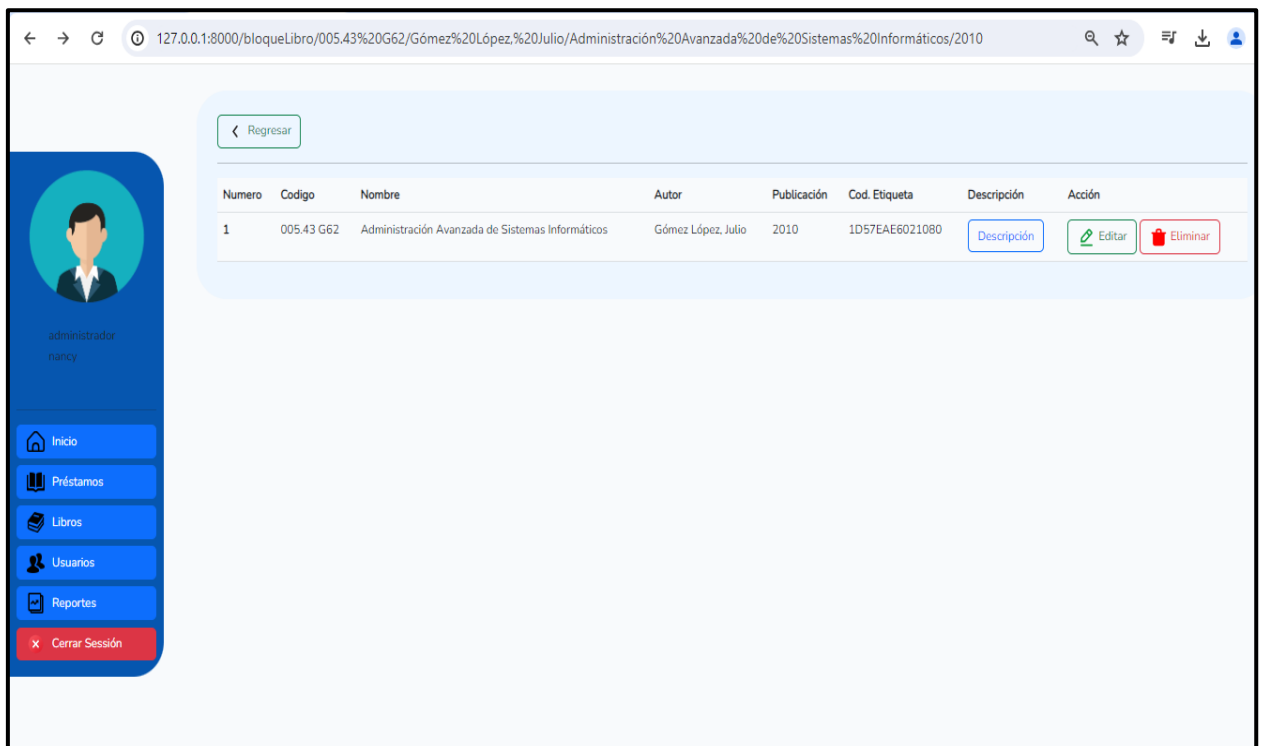 127.0.0.1:8000/bloqueLibro/005.43%20G62/Gómez%20López,%20Julio/Administración%20Avanzada%20de%20Sistemas%20Informáticos/2010
Regresar
Numero Codigo Nombre Autor Publicación Cod. Etiqueta Descripción Acción
1 005.43 G62 Administración Avanzada de Sistemas Informáticos Gómez López, Julio 2010 1D57EAE6021080 Descripción Editar Eliminar
administrador
nancy
Inicio
Préstamos
Libros
Usuarios
Reportes
Cerrar Sessión